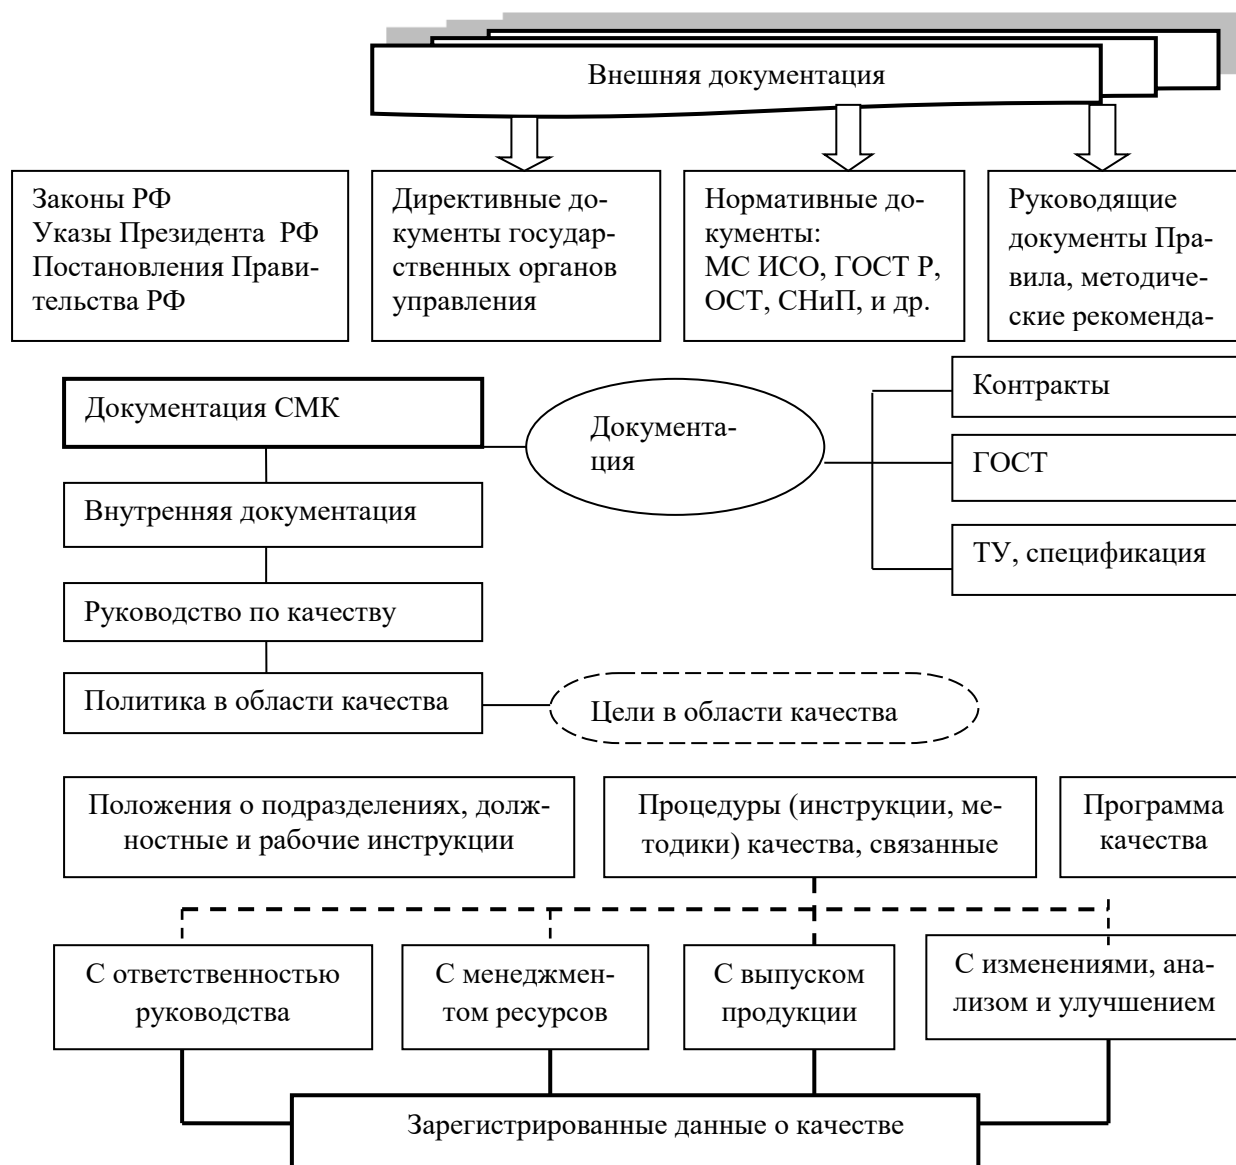 Внешняя документация
Законы РФ
Указы Президента РФ
Постановления Прави-
тельства РФ
Директивные до-
кументы государ-
ственных органов
управления
Нормативные до-
кументы:
МС ИСО, ГОСТ Р,
ОСТ, СНиП, и др.
Руководящие
документы Пра-
вила, методиче-
ские рекоменда-
Документация СМК
Документа-
ция
Контракты
ГОСТ
ТУ, спецификация
Внутренняя документация
Руководство по качеству
Политика в области качества
Цели в области качества
Положения о подразделениях, долж-
ностные и рабочие инструкции
Процедуры (инструкции, ме-
тодики) качества, связанные
Программа
качества
С ответственностью
руководства
С менеджмен-
том ресурсов
С выпуском
продукции
С изменениями, ана-
лизом и улучшением
Зарегистрированные данные о качестве